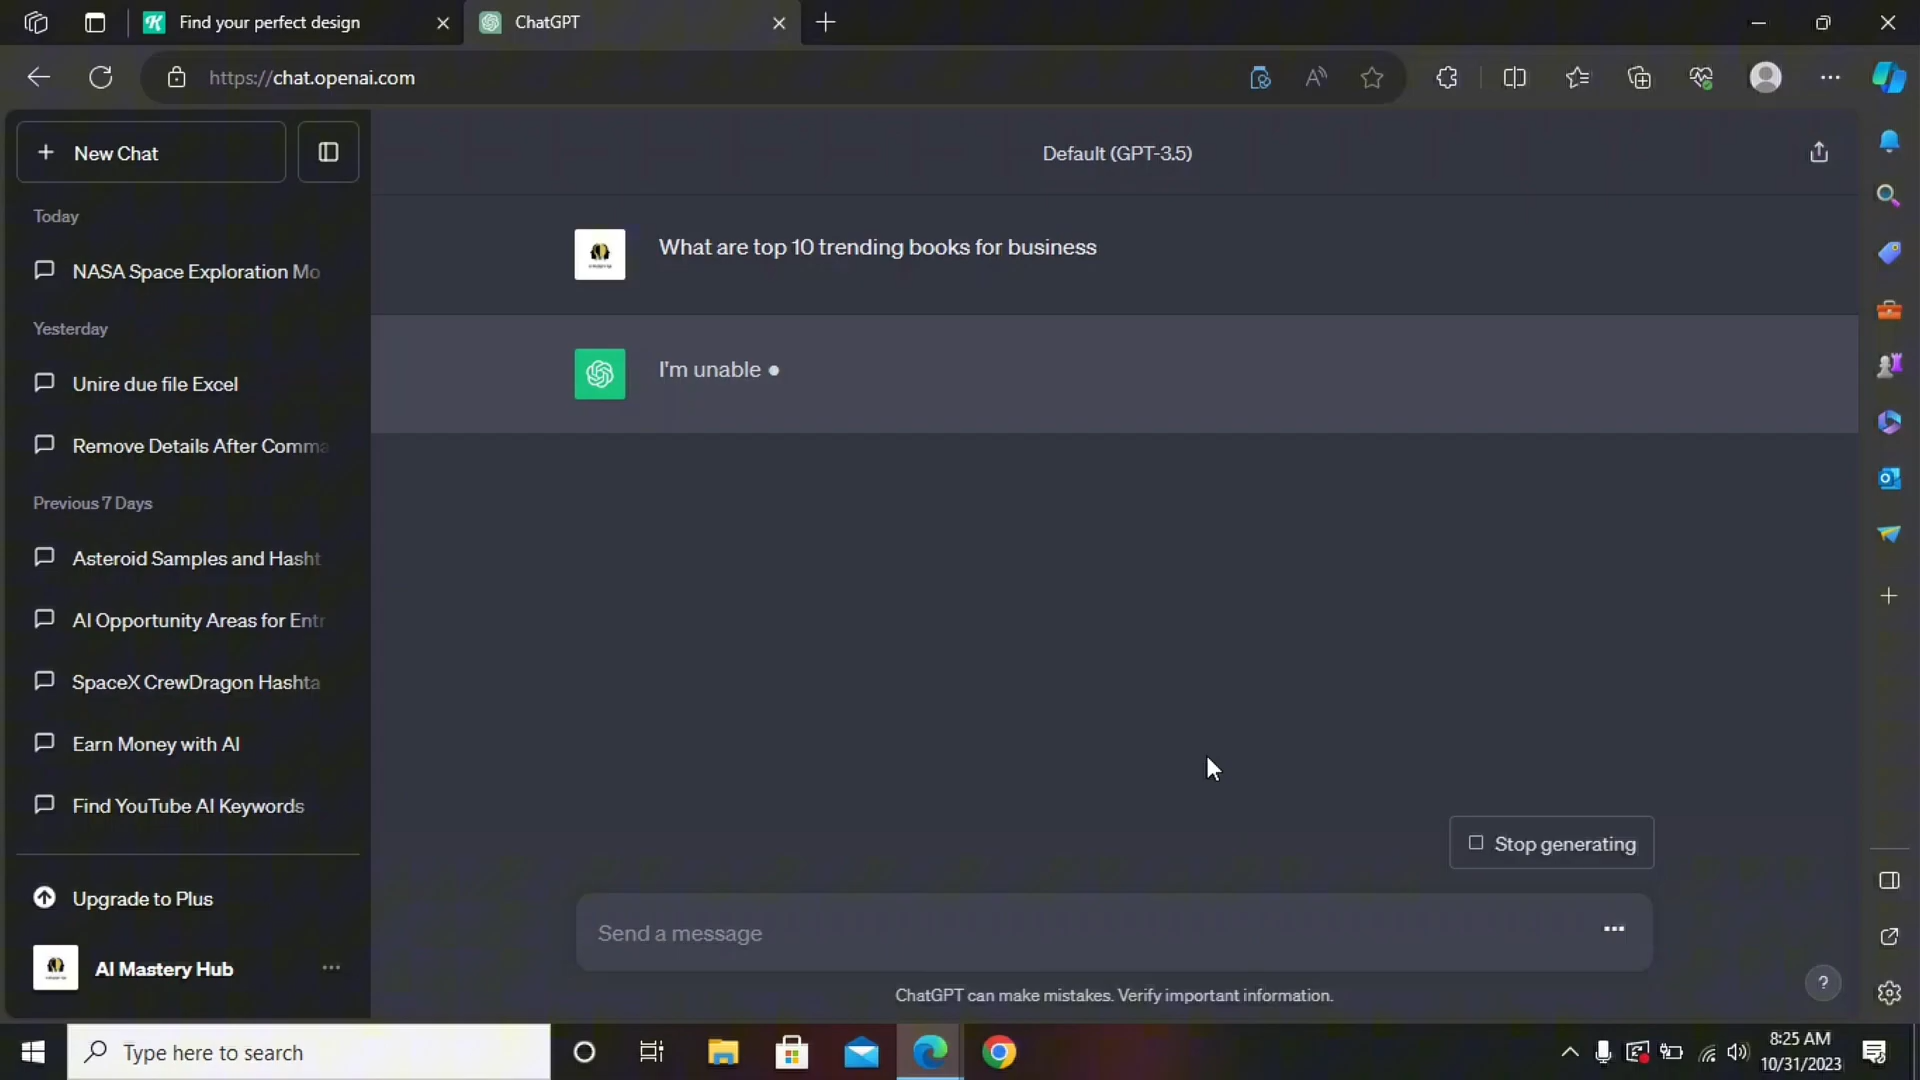 Find your perfect design
ChatGPT
https://chat.openai.com
New Chat
Default (GPT-3.5)
Today
NASA Space Exploration Mo
What are top 10 trending books for business
Yesterday
Unire due file Excel
I'm unable
Remove Details After Comma
Previous 7 Days
Asteroid Samples and Hasht
AI Opportunity Areas for Entr
SpaceX CrewDragon Hashta
Earn Money with AI
Find YouTube AI Keywords
Stop generating
Upgrade to Plus
Send a message
AI Mastery Hub
ChatGPT can make mistakes. Verify important information.
?
Type here to search
8:25 AM
10/31/2023